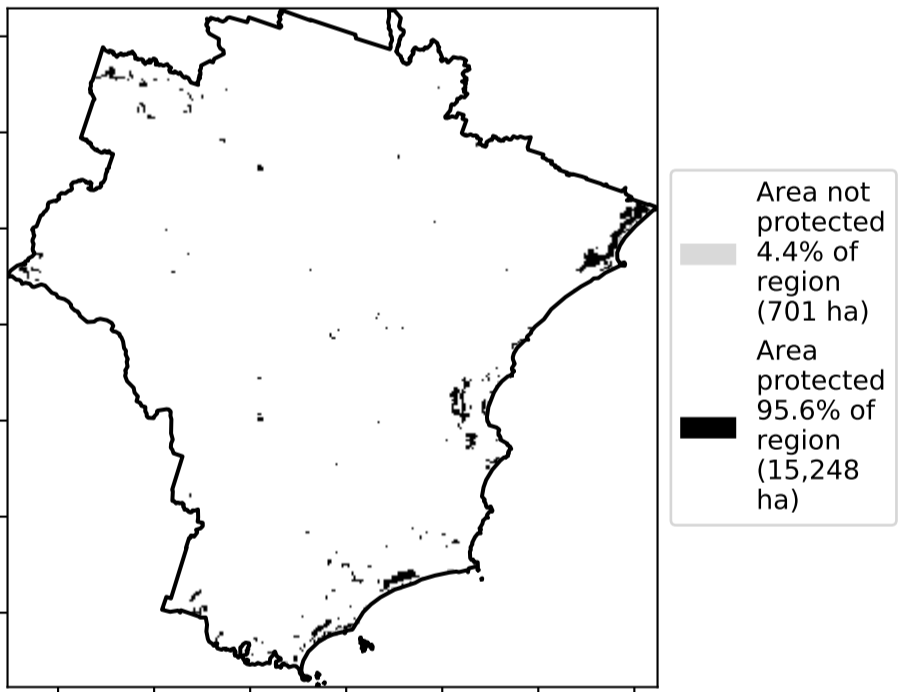 Area not
protected
4.4% of
region
(701 ha)
Area
protected
95.6% of
region
(15,248
ha)